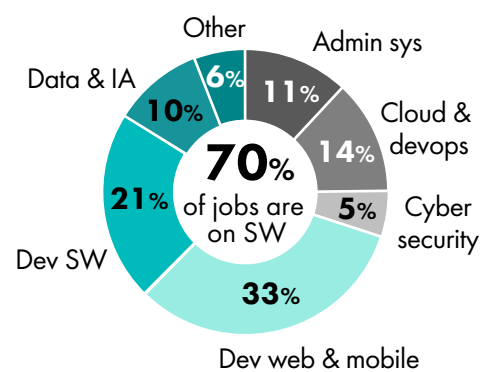 Other
Admin sys
6%
11%
Data & IA
10%
Cloud &
devops
14%
70%
of jobs are
on SW
21%
5%
Cyber
security
Dev SW
33%
Dev web & mobile